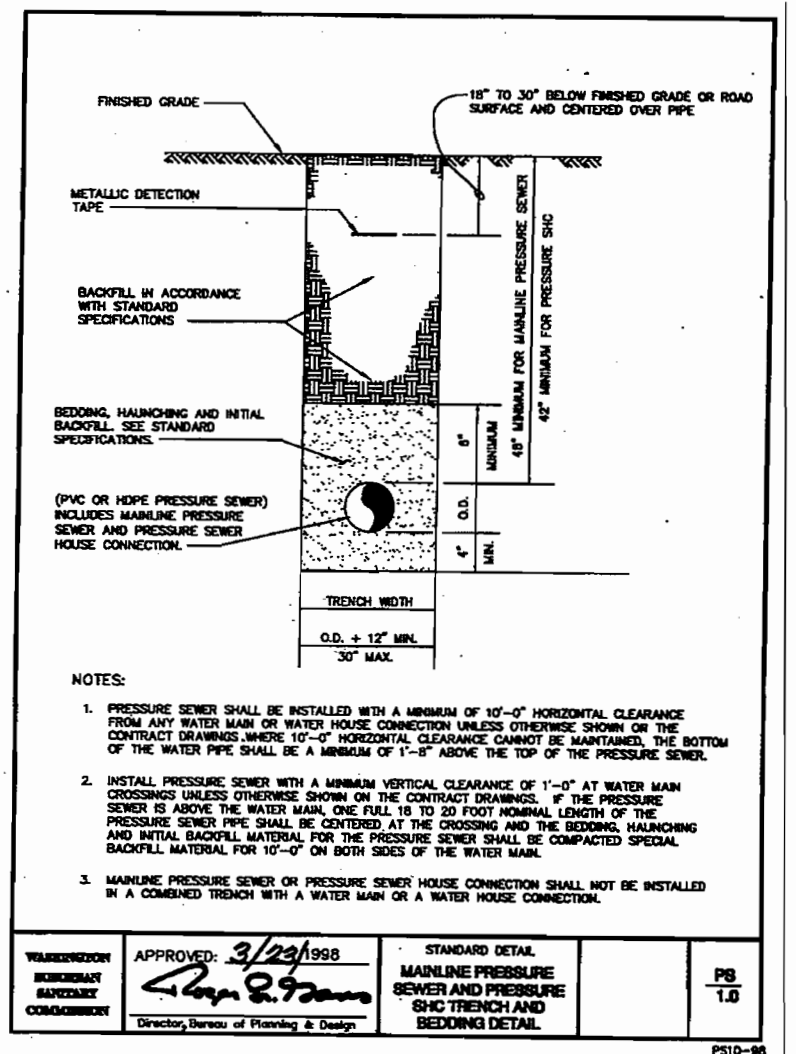 FINISHED GRADE
18" TO 30" BELOW FINISHED GRADE OR ROAD
SURFACE AND CENTERED OVER PIPE
METALLIC DETECTION
TAPE
BACKFILL IN ACCORDANCE
WITH STANDARD
SPECIFICATIONS
BEDDING, HAUNCHING AND INITIAL
BACKFILL. SEE STANDARD
SPECIFICATIONS.
(PVC OR HDPE PRESSURE SEWER)
INCLUDES MAINLINE PRESSURE
SEWER AND PRESSURE SEWER
HOUSE CONNECTION.
6"
MINIMUM
O.D.
4"
MIN.
48" MINIMUM FOR MAINLINE PRESSURE SEWER
42" MINIMUM FOR PRESSURE SHC
TRENCH WIDTH
O.D. + 12" MIN.
30" MAX.
NOTES:
1. PRESSURE SEWER SHALL BE INSTALLED WITH A MINIMUM OF 10'-0" HORIZONTAL CLEARANCE
FROM ANY WATER MAIN OR WATER HOUSE CONNECTION UNLESS OTHERWISE SHOWN OR THE
CONTRACT DRAWINGS.WHERE 10'-0" HORIZONTAL CLEARANCE CANNOT BE MAINTAINED, THE BOTTOM
OF THE WATER PIPE SHALL BE A MINIMUM OF 1'-8" ABOVE THE TOP OF THE PRESSURE SEWER.
2. INSTALL PRESSURE SEWER WITH A MINIMUM VERTICAL CLEARANCE OF 1'-0" AT WATER MAIN
CROSSINGS UNLESS OTHERWISE SHOWN ON THE CONTRACT DRAWINGS. IF THE PRESSURE
SEWER IS ABOVE THE WATER MAIN, ONE FULL 18 TO 20 FOOT NOMINAL LENGTH OF THE
PRESSURE SEWER PIPE SHALL BE CENTERED AT THE CROSSING AND THE BEDDING, HAUNCHING
AND INITIAL BACKFILL MATERIAL FOR THE PRESSURE SEWER SHALL BE COMPACTED SPECIAL
BACKFILL MATERIAL FOR 10'-0" ON BOTH SIDES OF THE WATER MAIN.
3. MAINLINE PRESSURE SEWER OR PRESSURE SEWER HOUSE CONNECTION SHALL NOT BE INSTALLED
IN A COMBINED TRENCH WITH A WATER MAIN OR A WATER HOUSE CONNECTION.
WASHINGTON
SUBURBAN
SANITARY
COMMISSION
APPROVED: 3/23/1998
Director, Bureau of Planning & Design
STANDARD DETAIL
MAINLINE PRESSURE
SEWER AND PRESSURE
SHC TRENCH AND
BEDDING DETAIL
PS
1.0
PS1D-98